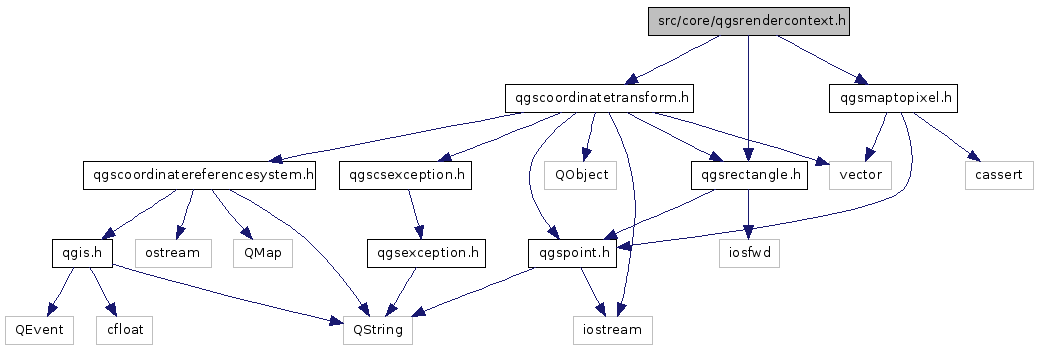 src/core/qgsrendercontext.h
qgscoordinatetransform.h
qgsmaptopixel.h
qgscoordinatereferencesystem.h
qgscsexception.h
QObject
qgsrectangle.h
vector
cassert
qgis.h
ostream
QMap
qgsexception.h
qgspoint.h
iosfwd
QEvent
cfloat
QString
iostream